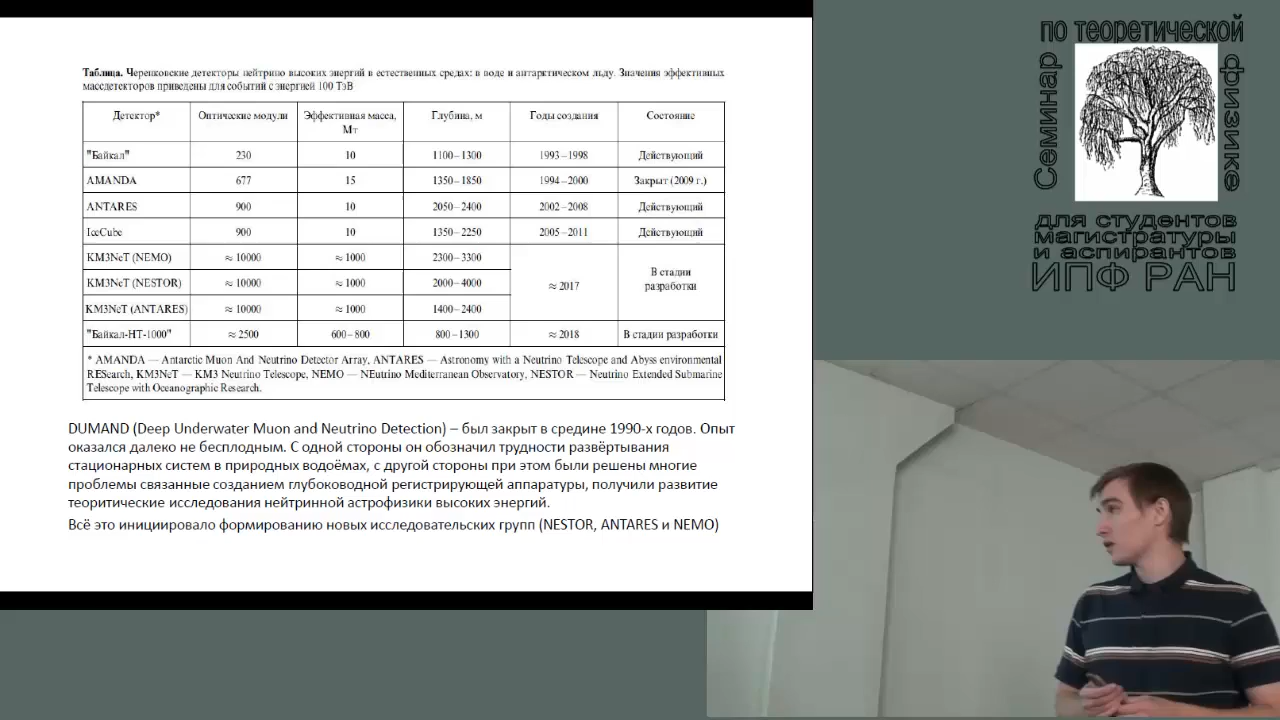 Таблица. Черенковские детекторы нейтрино высоких энергий в естественных средах: в воде и антарктическом льду. Значения эффективных
массдетекторов приведены для событий с энергией 100 ТэВ
Детектор* Оптические модули Эффективная масса, Мт Глубина, м Годы создания Состояние
"Байкал" 230 10 1100–1300 1993–1998 Действующий
AMANDA 677 15 1350–1850 1994–2000 Закрыт (2009 г.)
ANTARES 900 10 2050–2400 2002–2008 Действующий
IceCube 900 10 1350–2250 2005–2011 Действующий
KM3NeT (NEMO) ≈ 10000 ≈ 1000 2300–3300
KM3NeT (NESTOR) ≈ 10000 ≈ 1000 2000–4000 ≈ 2017 В стадии разработки
KM3NeT (ANTARES) ≈ 10000 ≈ 1000 1400–2400
"Байкал-НТ-1000" ≈ 2500 600–800 800–1300 ≈ 2018 В стадии разработки
* AMANDA — Antarctic Muon And Neutrino Detector Array, ANTARES — Astronomy with a Neutrino Telescope and Abyss environmental
RESearch, KM3NeT — KM3 Neutrino Telescope, NEMO — NEutrino Mediterranean Observatory, NESTOR — Neutrino Extended Submarine
Telescope with Oceanographic Research.
DUMAND (Deep Underwater Muon and Neutrino Detection) – был закрыт в средине 1990-х годов. Опыт
оказался далеко не бесплодным. С одной стороны он обозначил трудности развёртывания
стационарных систем в природных водоёмах, с другой стороны при этом были решены многие
проблемы связанные созданием глубоководной регистрирующей аппаратуры, получили развитие
теоритические исследования нейтринной астрофизики высоких энергий.
Всё это инициировало формированию новых исследовательских групп (NESTOR, ANTARES и NEMO)
Семинар
по теоретической
физике
для студентов
магистратуры
и аспирантов
ИПФ РАН